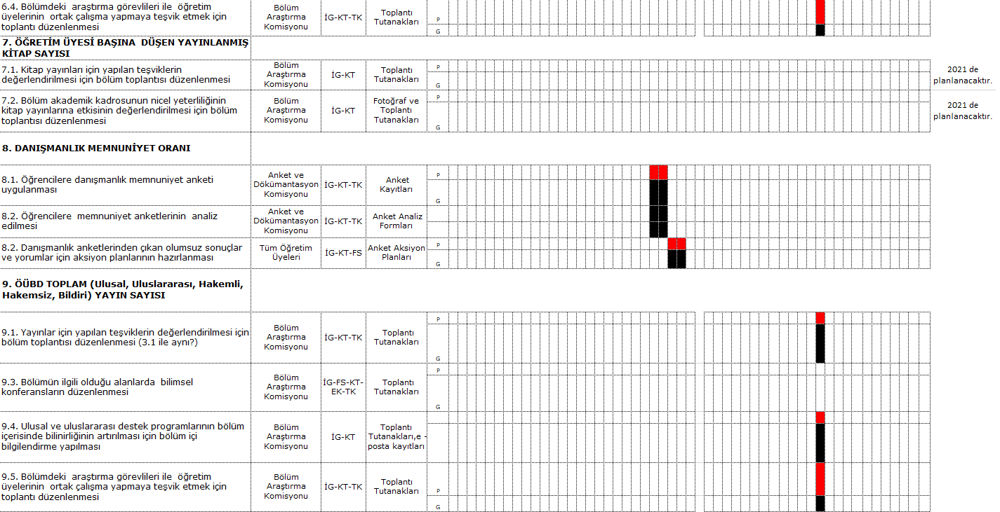 6.4. Bölümdeki  araştırma görevlileri ile  öğretim
üyelerinin  ortak çalışma yapmaya teşvik etmek için
toplantı düzenlenmesi
Bölüm
Araştırma
Komisyonu
İG-KT-TK
Toplantı
Tutanakları
P
G
7. ÖĞRETİM ÜYESİ BAŞINA  DÜŞEN YAYINLANMIŞ
KİTAP SAYISI
7.1. Kitap yayınları için yapılan teşviklerin
değerlendirilmesi için bölüm toplantısı düzenlenmesi
Bölüm
Araştırma
Komisyonu
İG-KT
Toplantı
Tutanakları
P
G
2021 de
planlanacaktır.
7.2. Bölüm akademik kadrosunun nicel yeterliliğinin
kitap yayınlarına etkisinin değerlendirilmesi için bölüm
toplantısı düzenlenmesi
Bölüm
Araştırma
Komisyonu
İG-KT
Fotoğraf ve
Toplantı
Tutanakları
P
G
2021 de
planlanacaktır.
8. DANIŞMANLIK MEMNUNİYET ORANI
8.1. Öğrencilere danışmanlık memnuniyet anketi
uygulanması
Anket ve
Dökümantasyon
Komisyonu
İG-KT-TK
Anket
Kayıtları
P
G
8.2. Öğrencilere  memnuniyet anketlerinin  analiz
edilmesi
Anket ve
Dökümantasyon
Komisyonu
İG-KT-TK
Anket Analiz
Formları
8.2. Danışmanlık anketlerinden çıkan olumsuz sonuçlar
ve yorumlar için aksiyon planlarının hazırlanması
Tüm Öğretim
Üyeleri
İG-KT-FS
Anket Aksiyon
Planları
P
G
9. ÖÜBD TOPLAM (Ulusal, Uluslararası, Hakemli,
Hakemsiz, Bildiri) YAYIN SAYISI
9.1. Yayınlar için yapılan teşviklerin değerlendirilmesi için
bölüm toplantısı düzenlenmesi (3.1 ile aynı?)
Bölüm
Araştırma
Komisyonu
İG-KT-TK
Toplantı
Tutanakları
P
G
9.3. Bölümün ilgili olduğu alanlarda  bilimsel
konferansların düzenlenmesi
Bölüm
Araştırma
Komisyonu
İG-FS-KT-
EK-TK
Toplantı
Tutanakları
P
G
9.4. Ulusal ve uluslararası destek programlarının bölüm
içerisinde bilinirliğinin artırılması için bölüm içi
bilgilendirme yapılması
Bölüm
Araştırma
Komisyonu
İG-KT
Toplantı
Tutanakları,e -
posta kayıtları
9.5. Bölümdeki  araştırma görevlileri ile  öğretim
üyelerinin  ortak çalışma yapmaya teşvik etmek için
toplantı düzenlenmesi
Bölüm
Araştırma
Komisyonu
İG-KT-TK
Toplantı
Tutanakları
P
G